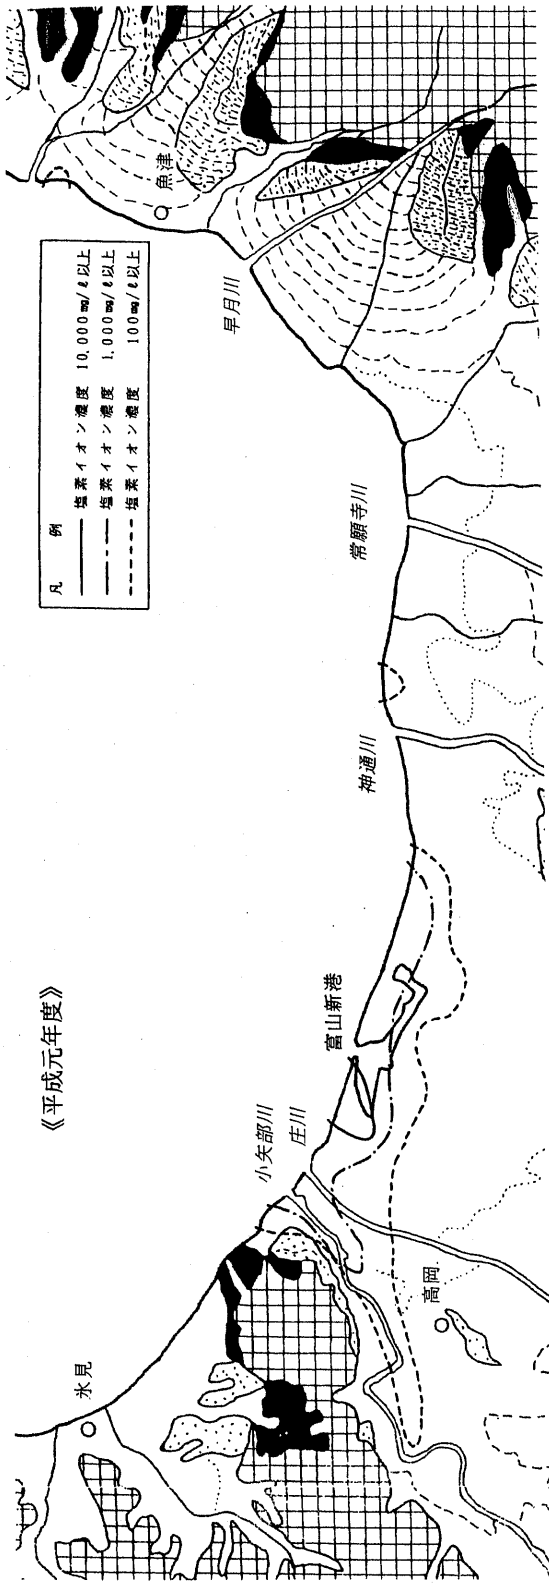 《平成元年度》
凡 例
塩素イオン濃度 10,000㎎/ℓ以上
塩素イオン濃度 1,000㎎/ℓ以上
塩素イオン濃度 100㎎/ℓ以上
氷見
高岡
小矢部川
庄川
富山新港
神通川
常願寺川
早月川
魚津